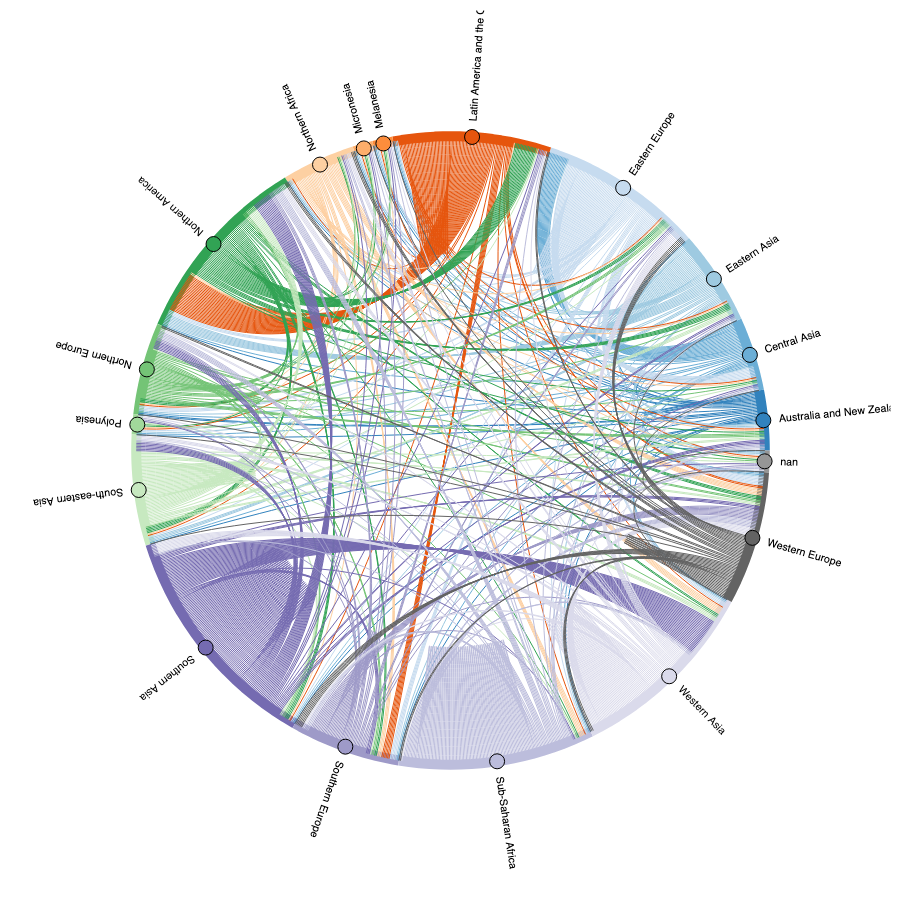 Latin America and the C
Eastern Europe
Eastern Asia
Central Asia
Australia and New Zeala
nan
Western Europe
Western Asia
Sub-Saharan Africa
Southern Europe
Southern Asia
South-eastern Asia
Polynesia
Northern Europe
Northern America
Northern Africa
Micronesia
Melanesia